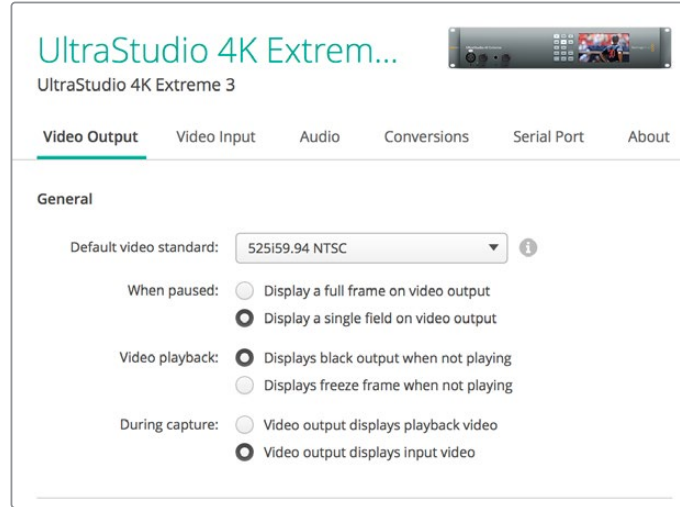 UltraStudio 4K Extrem...
UltraStudio 4K Extreme 3
Video Output Video Input Audio Conversions Serial Port About
General
Default video standard: 525i59.94 NTSC
When paused: Display a full frame on video output
Display a single field on video output
Video playback: Displays black output when not playing
Displays freeze frame when not playing
During capture: Video output displays playback video
Video output displays input video